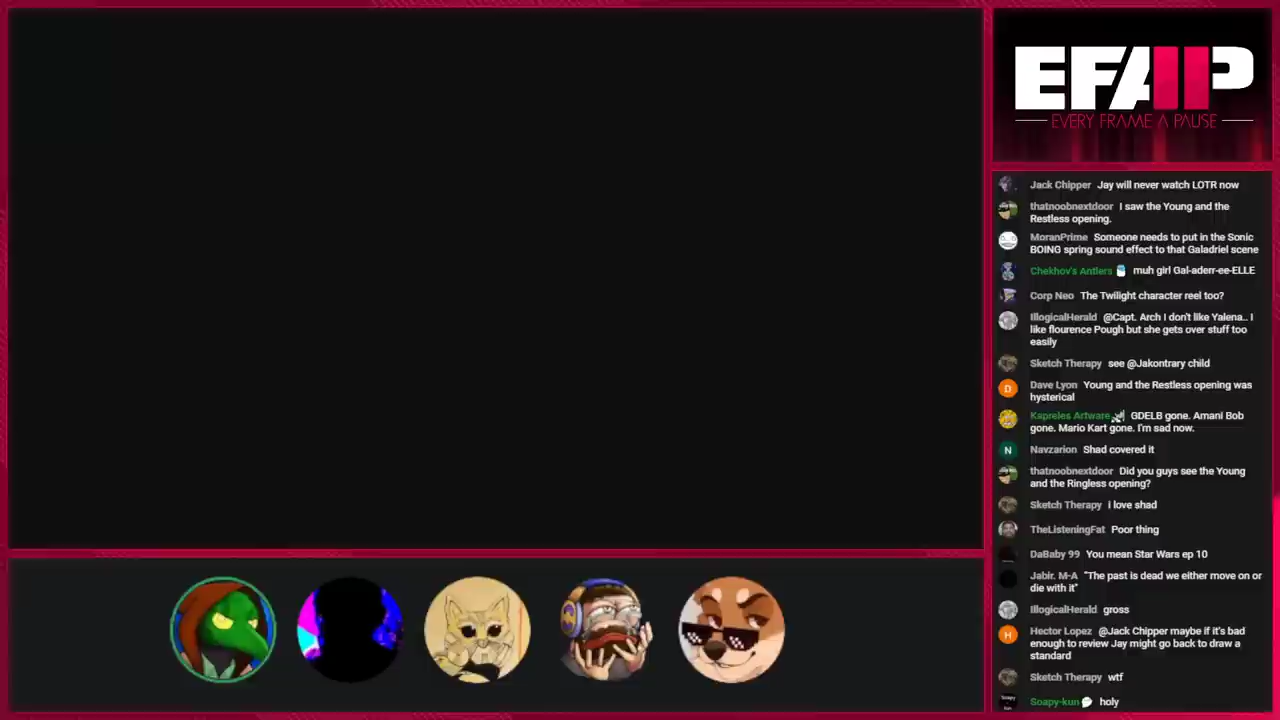 EFAP
EVERY FRAME A PAUSE
Jack Chipper Jay will never watch LOTR now
thatnoobnextdoor I saw the Young and the
Restless opening.
MoranPrime Someone needs to put in the Sonic
BOING spring sound effect to that Galadriel scene
Chekhov's Antlers muh girl Gal-aderr-ee-ELLE
Corp Neo The Twilight character reel too?
IllogicalHerald @Capt. Arch I don't like Yalena.. I
like flourence Pough but she gets over stuff too
easily
Sketch Therapy see @Jakontrary child
D
Dave Lyon Young and the Restless opening was
hysterical
Kapreles Artware GDELB gone. Amani Bob
gone. Mario Kart gone. I'm sad now.
N
Navzarion Shad covered it
thatnoobnextdoor Did you guys see the Young
and the Ringless opening?
Sketch Therapy i love shad
TheListeningFat Poor thing
DaBaby 99 You mean Star Wars ep 10
Jabir. M-A "The past is dead we either move on or
die with it"
IllogicalHerald gross
H
Hector Lopez @Jack Chipper maybe if it's bad
enough to review Jay might go back to draw a
standard
Sketch Therapy wtf
Soapy-kun holy